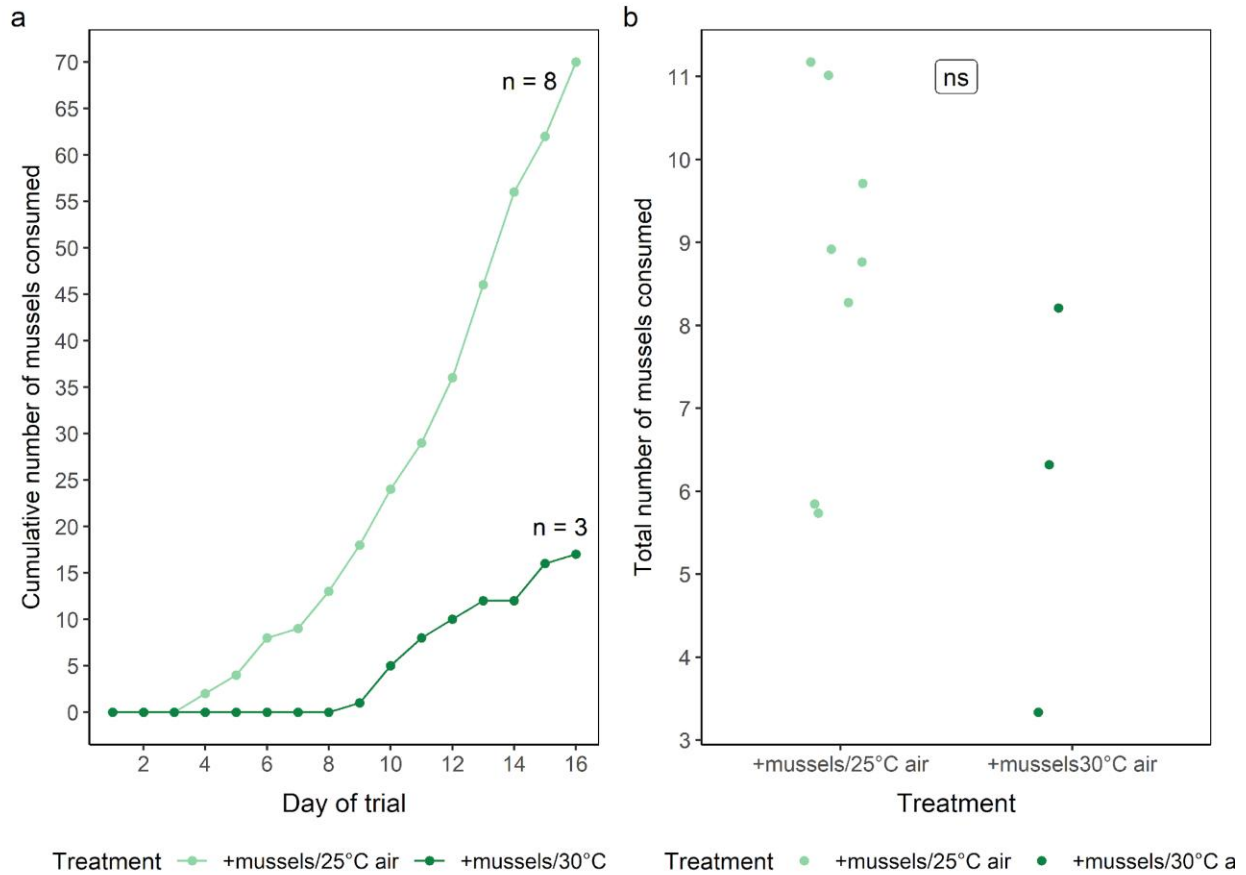 a
Cumulative number of mussels consumed
70
65
60
55
50
45
40
35
30
25
20
15
10
5
0
n = 8
n = 3
2 4 6 8 10 12 14 16
Day of trial
Treatment +mussels/25°C air +mussels/30°C
b
Total number of mussels consumed
11
10
9
8
7
6
5
4
3
ns
+mussels/25°C air +mussels30°C air
Treatment
Treatment +mussels/25°C air +mussels/30°C a